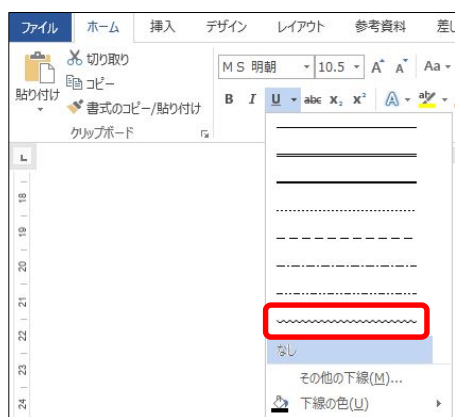 ファイル ホーム 挿入 デザイン レイアウト 参考資料 差し
切り取り
コピー
書式のコピー/貼り付け
貼り付け
クリップボード
MS 明朝 10.5 A A Aa
B I U abc X₂ X² A ab
L
18
19
20
21
22
23
24
なし
その他の下線(M)...
下線の色(U)